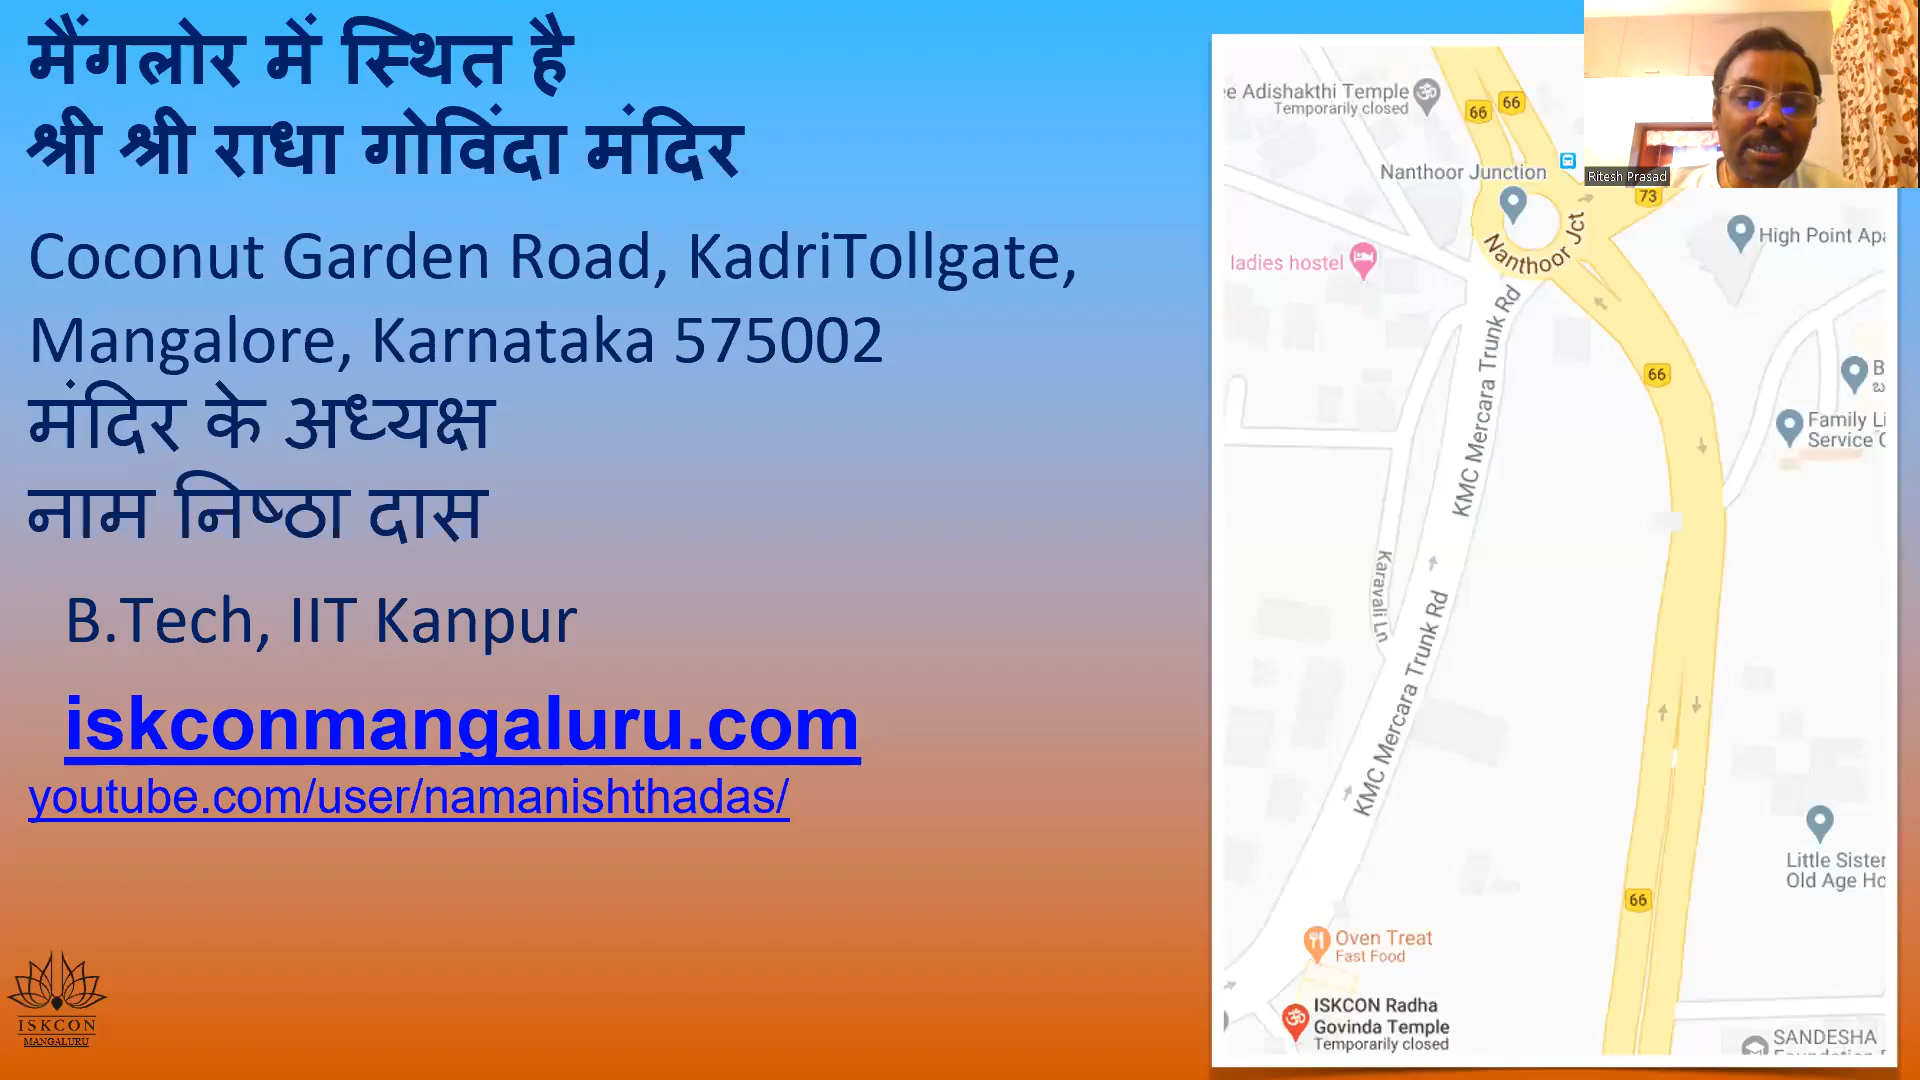 मैंगलोर में स्थित है
श्री श्री राधा गोविंदा मंदिर
Coconut Garden Road, KadriTollgate,
Mangalore, Karnataka 575002
मंदिर के अध्यक्ष
नाम निष्ठा दास
B.Tech, IIT Kanpur
iskconmangaluru.com
youtube.com/user/namanishthadas/
ISKCON
MANGALURU
Adishakthi Temple
Temporarily closed
66
66
Nanthoor Junction
Ritesh Prasad
73
Nanthoor Jct
High Point
ladies hostel
KMC Mercara Trunk Rd
66
B
Family
Service
Karavali Ln
KMC Mercara Trunk Rd
Little Sister
Old Age
66
Oven Treat
Fast Food
ISKCON Radha
Govinda Temple
Temporarily closed
SANDESHA